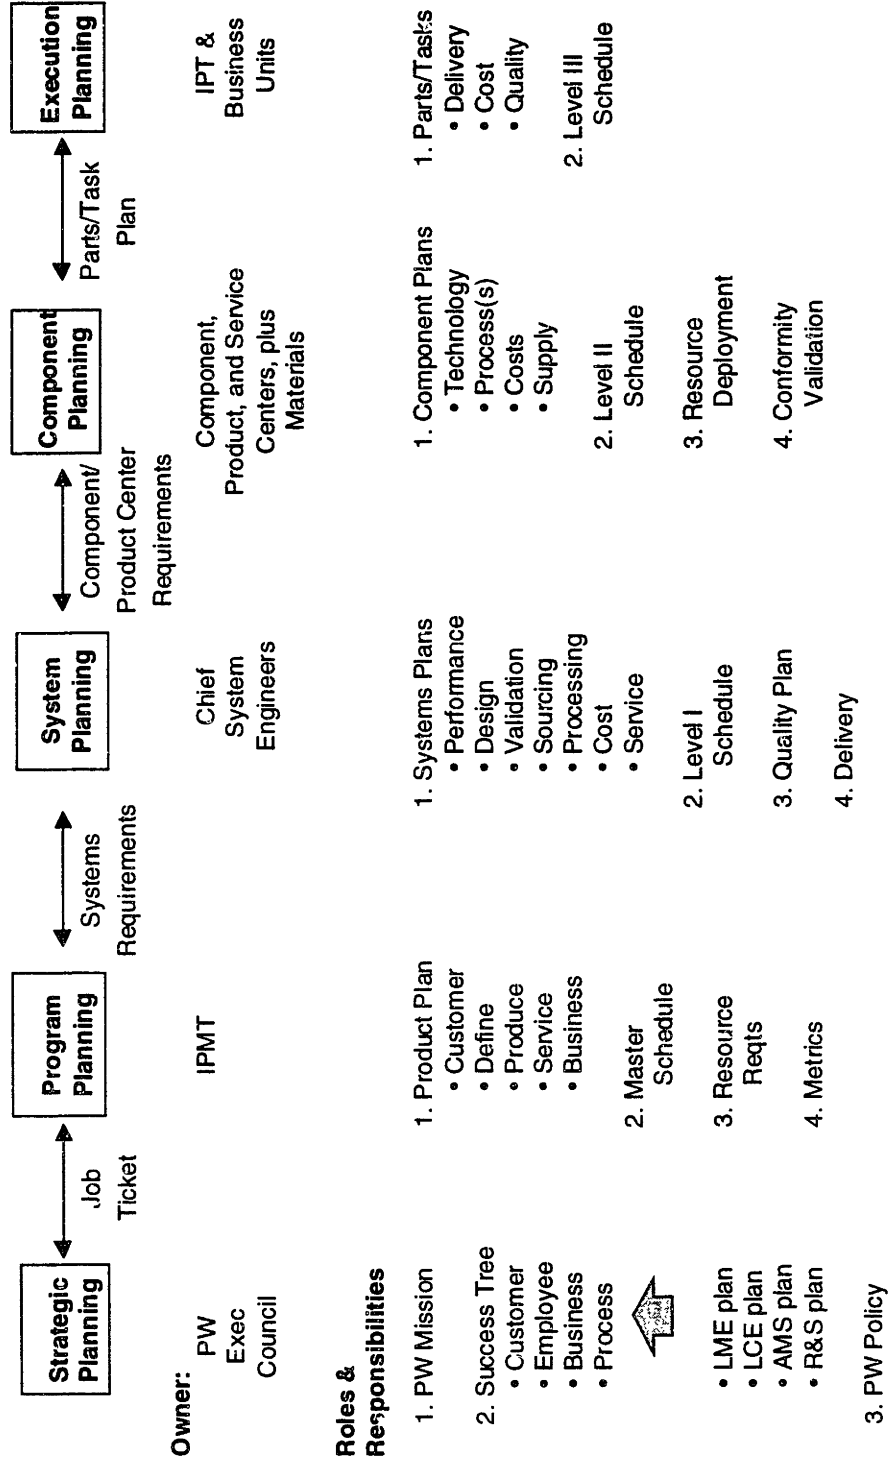 Strategic
Planning
Job
Ticket
Program
Planning
Systems
Requirements
System
Planning
Component/
Product Center
Requirements
Component
Planning
Parts/Task
Plan
Execution
Planning
Owner:
PW
Exec
Council
IPMT
Chief
System
Engineers
Component,
Product, and Service
Centers, plus
Materials
IPT &
Business
Units
Roles &
Responsibilities
1. PW Mission
2. Success Tree
• Customer
• Employee
• Business
• Process
• LME plan
• LCE plan
• AMS plan
• R&S plan
3. PW Policy
1. Product Plan
• Customer
• Define
• Produce
• Service
• Business
2. Master
Schedule
3. Resource
Reqts
4. Metrics
1. Systems Plans
• Performance
• Design
• Validation
• Sourcing
• Processing
• Cost
• Service
2. Level I
Schedule
3. Quality Plan
4. Delivery
1. Component Plans
• Technology
• Process(s)
• Costs
• Supply
2. Level II
Schedule
3. Resource
Deployment
4. Conformity
Validation
1. Parts/Tasks
• Delivery
• Cost
• Quality
2. Level III
Schedule